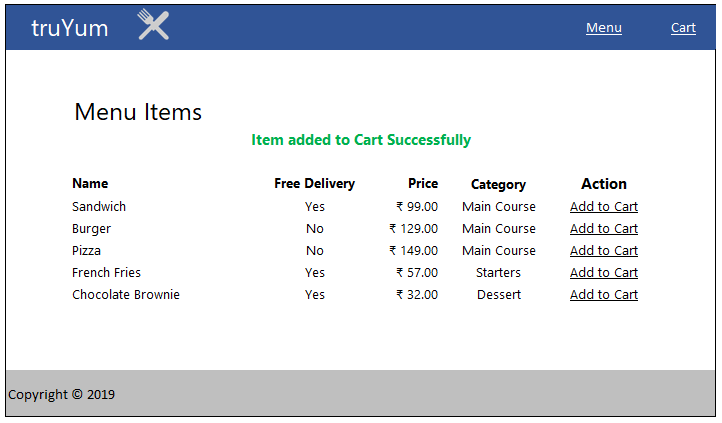 truYum Menu Cart
Menu Items
Item added to Cart Successfully
Name Free Delivery Price Category Action
Sandwich Yes ₹ 99.00 Main Course Add to Cart
Burger No ₹ 129.00 Main Course Add to Cart
Pizza No ₹ 149.00 Main Course Add to Cart
French Fries Yes ₹ 57.00 Starters Add to Cart
Chocolate Brownie Yes ₹ 32.00 Dessert Add to Cart
Copyright © 2019